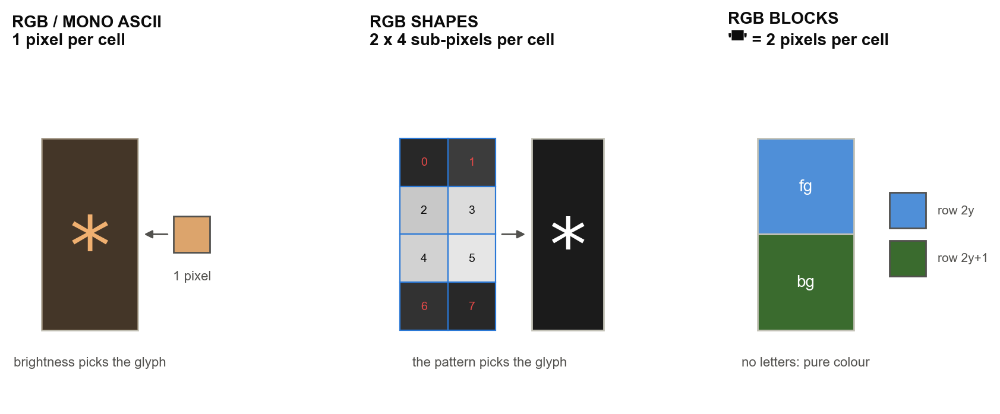 RGB / MONO ASCII
1 pixel per cell
*
1 pixel
brightness picks the glyph
RGB SHAPES
2 x 4 sub-pixels per cell
0 1
2 3
4 5
6 7
*
the pattern picks the glyph
RGB BLOCKS
'▀' = 2 pixels per cell
fg
bg
row 2y
row 2y+1
no letters: pure colour